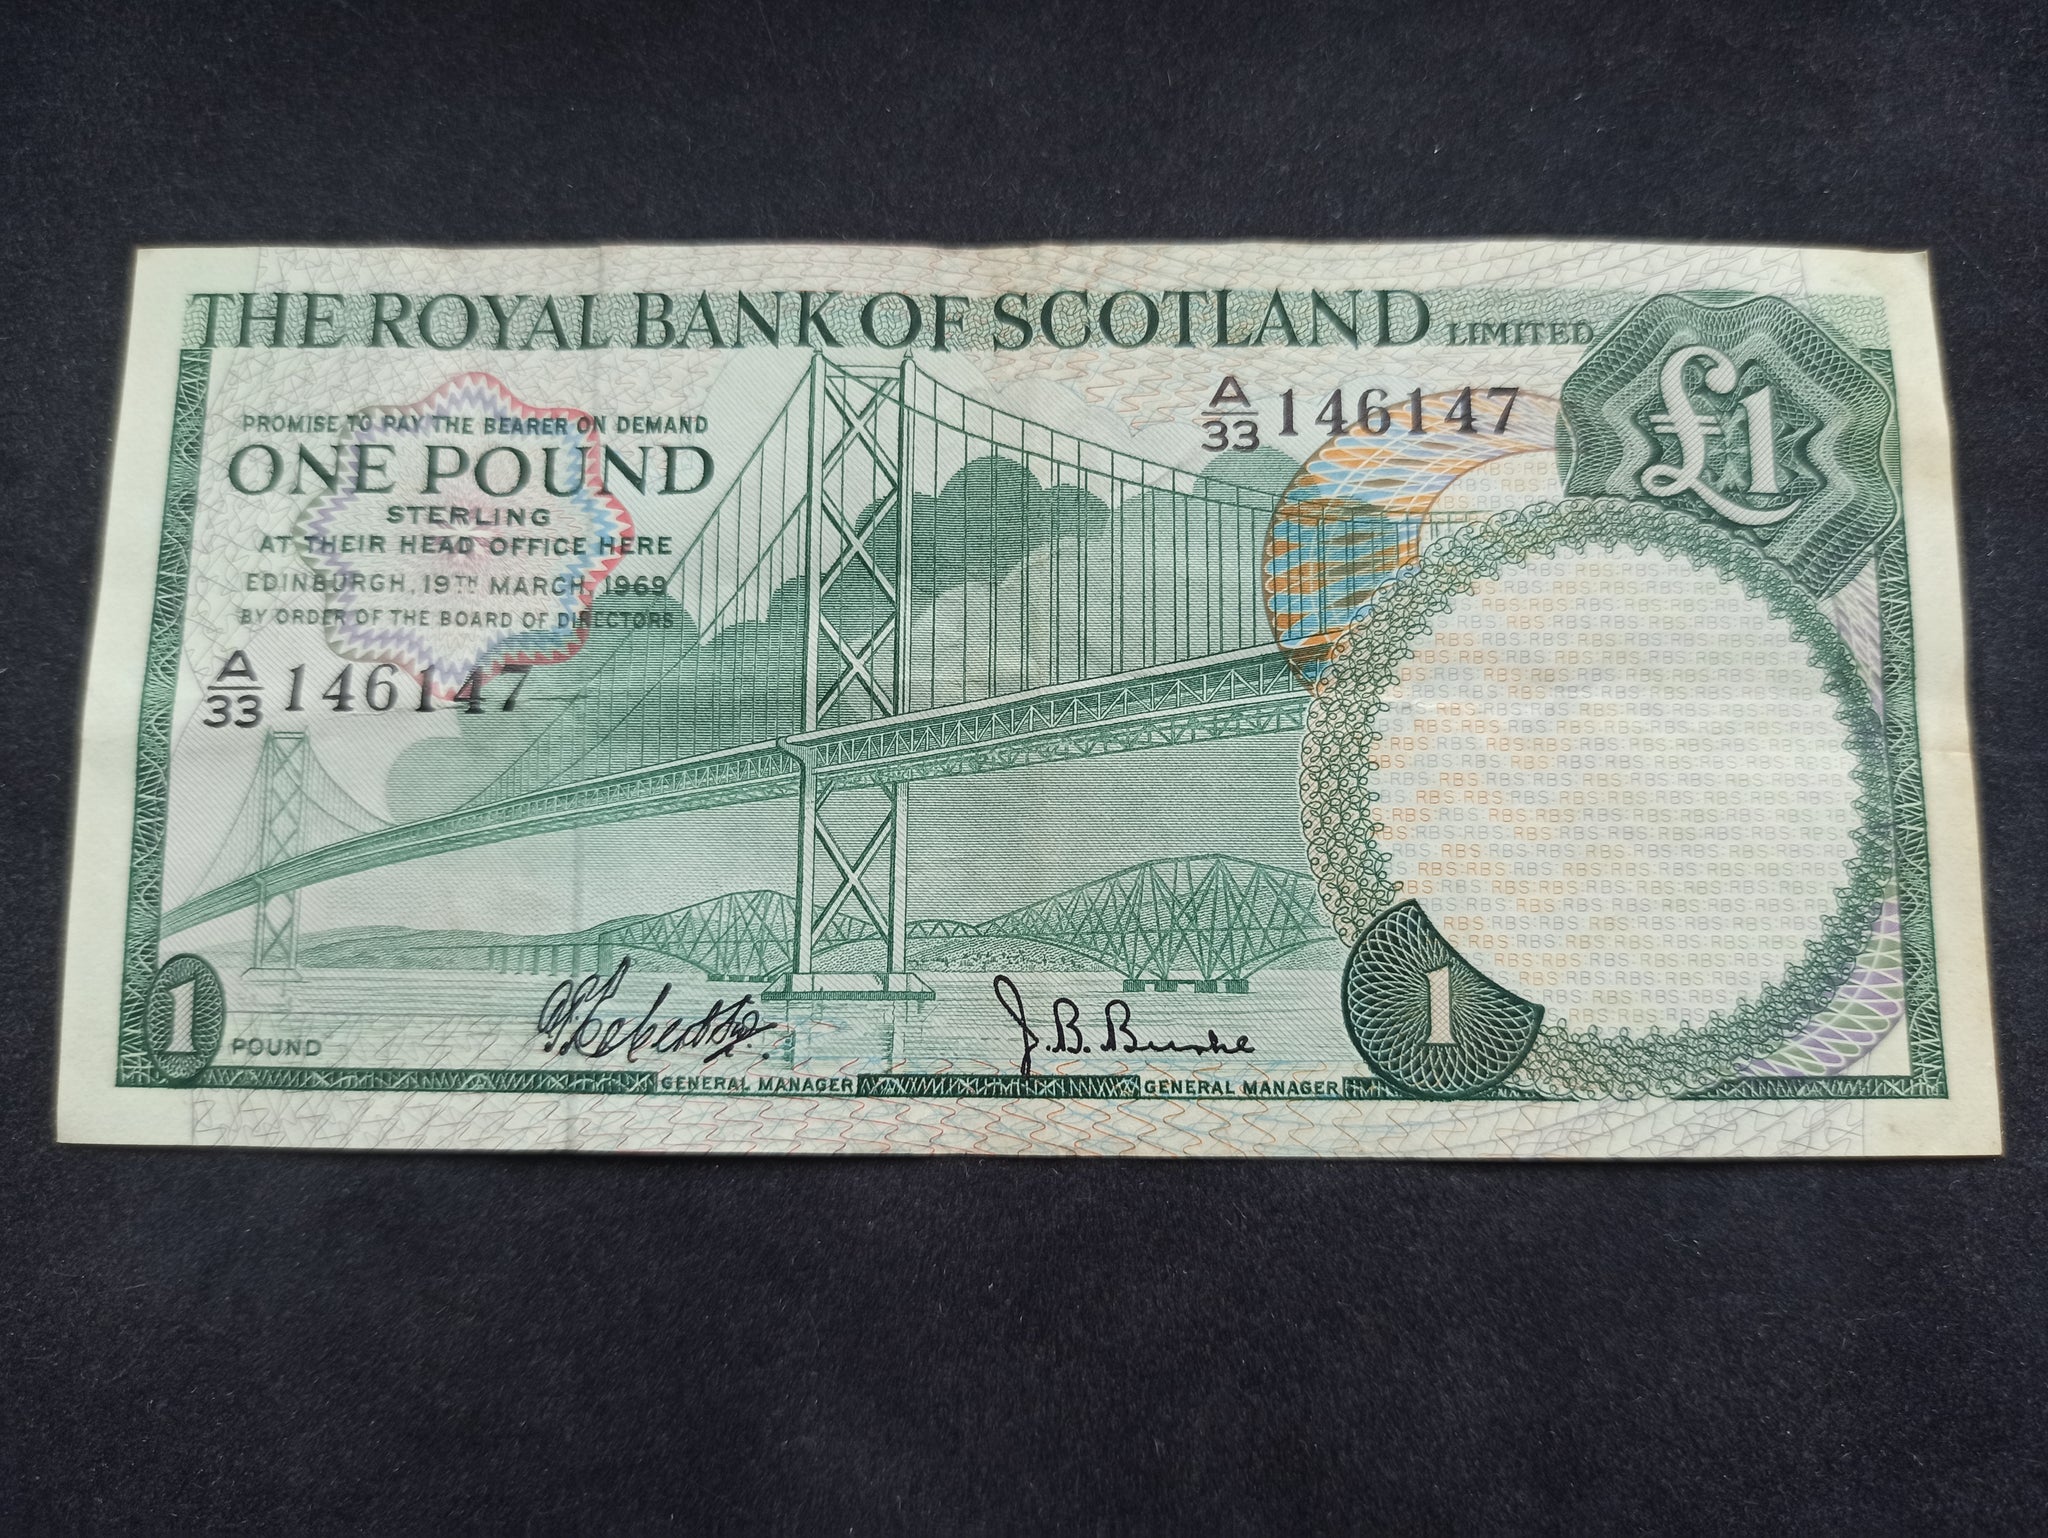 THE ROYAL BANK OF SCOTLAND LIMITED
£1
A/33 146147
PROMISE TO PAY THE BEARER ON DEMAND
ONE POUND
STERLING
AT THEIR HEAD OFFICE HERE
EDINBURGH, 19TH MARCH, 1969
BY ORDER OF THE BOARD OF DIRECTORS
A/33 146147
1 POUND
J. B. Burke
GENERAL MANAGER
GENERAL MANAGER
1